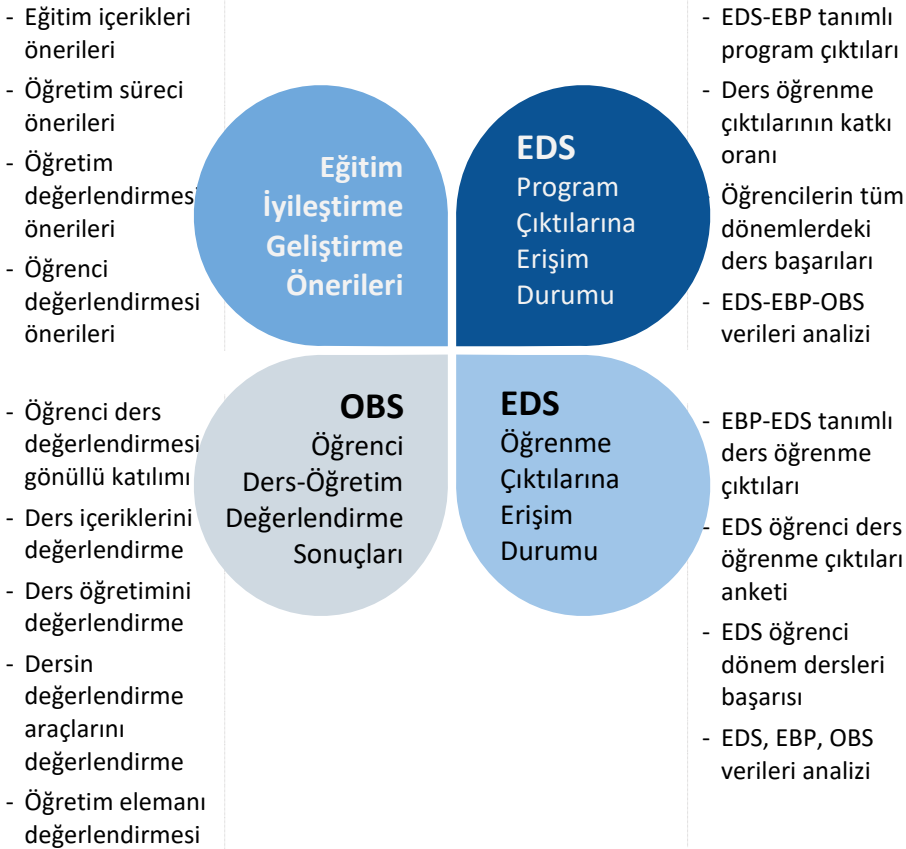 - Eğitim içerikleri
önerileri
- Öğretim süreci
önerileri
- Öğretim
değerlendirmesi
önerileri
- Öğrenci
değerlendirmesi
önerileri
Eğitim
İyileştirme
Geliştirme
Önerileri
EDS
Program
Çıktılarına
Erişim
Durumu
- EDS-EBP tanımlı
program çıktıları
- Ders öğrenme
çıktılarının katkı
oranı
Öğrencilerin tüm
dönemlerdeki
ders başarıları
- EDS-EBP-OBS
verileri analizi
- Öğrenci ders
değerlendirmesi
gönüllü katılımı
- Ders içeriklerini
değerlendirme
- Ders öğretimini
değerlendirme
- Dersin
değerlendirme
araçlarını
değerlendirme
- Öğretim elemanı
değerlendirmesi
OBS
Öğrenci
Ders-Öğretim
Değerlendirme
Sonuçları
EDS
Öğrenme
Çıktılarına
Erişim
Durumu
- EBP-EDS tanımlı
ders öğrenme
çıktıları
- EDS öğrenci ders
öğrenme çıktıları
anketi
- EDS öğrenci
dönem dersleri
başarısı
- EDS, EBP, OBS
verileri analizi